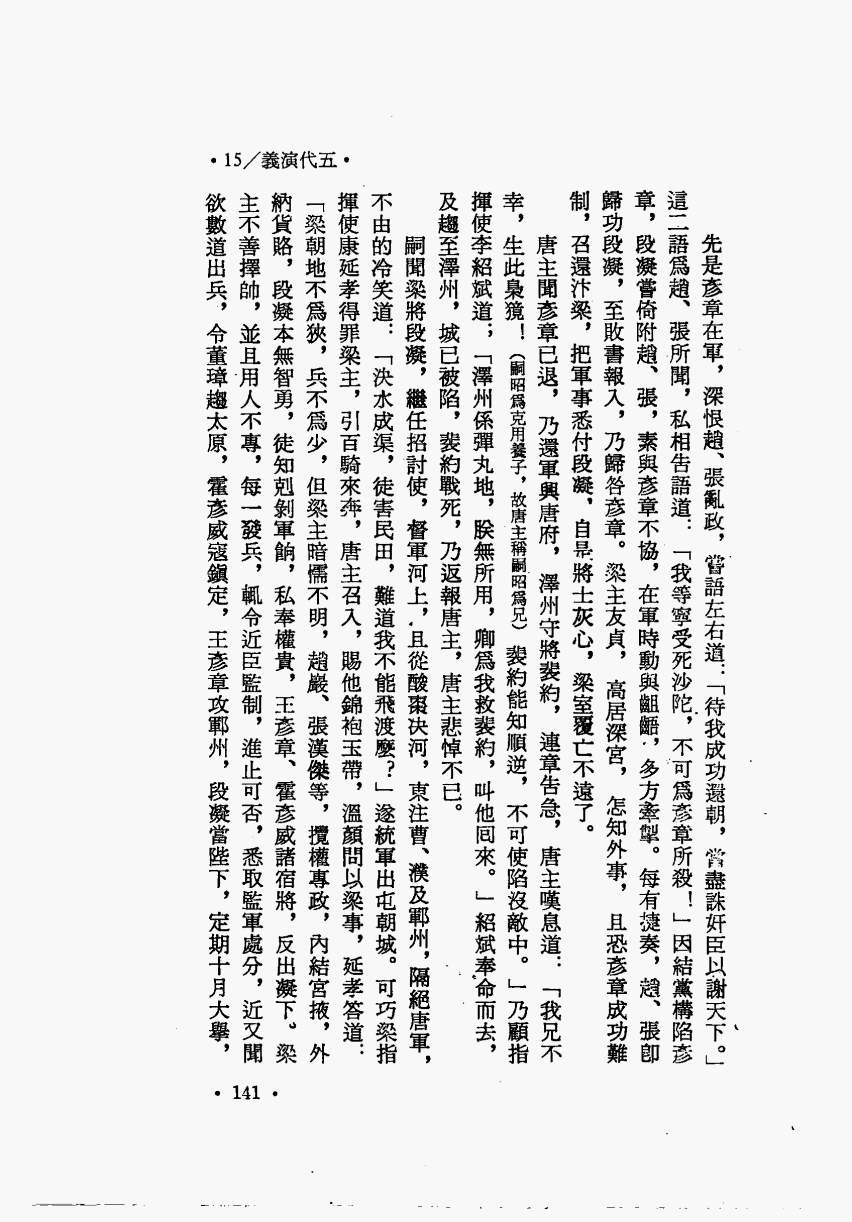 •15／義演代五•
先是彥章在軍，深恨趙、張亂政，嘗語左右道：「待我成功還朝，當盡誅奸臣以謝天下。」
這二語爲趙、張所聞，私相告語道：「我等寧受死沙陀，不可爲彥章所殺！」因結黨構陷彥
章，段凝嘗倚附趙、張，素與彥章不協，在軍時動與齟齬，多方牽掣。每有捷奏，趙、張卽
歸功段凝，至敗書報入，乃歸咎彥章。梁主友貞，高居深宮，怎知外事，且恐彥章成功難
制，召還汴梁，把軍事悉付段凝，自是將士灰心，梁室覆亡不遠了。
唐主聞彥章已退，乃還軍興唐府，澤州守將裴約，連章告急，唐主嘆息道：「我兄不
幸，生此梟獍！（嗣昭爲克用養子，故唐主稱嗣昭爲兄）裴約能知順逆，不可使陷沒敵中。」乃顧指
揮使李紹斌道；「澤州係彈丸地，朕無所用，卿爲我救裴約，叫他囘來。」紹斌奉命而去，
及趨至澤州，城已被陷，裴約戰死，乃返報唐主，唐主悲悼不已。
嗣聞梁將段凝，繼任招討使，督軍河上，且從酸棗決河，東注曹、濮及鄆州，隔絕唐軍，
不由的冷笑道：「決水成渠，徒害民田，難道我不能飛渡麼？」遂統軍出屯朝城。可巧梁指
揮使康延孝得罪梁主，引百騎來奔，唐主召入，賜他錦袍玉帶，溫顏問以梁事，延孝答道：
「梁朝地不爲狹，兵不爲少，但梁主暗懦不明，趙巖、張漢傑等，攬權專政，內結宮掖，外
納貨賂，段凝本無智勇，徒知剋剝軍餉，私奉權貴，王彥章、霍彥威諸宿將，反出凝下。梁
主不善擇帥，並且用人不專，每一發兵，輒令近臣監制，進止可否，悉取監軍處分，近又聞
欲數道出兵，令董璋趨太原，霍彥威寇鎭定，王彥章攻鄆州，段凝當陛下，定期十月大擧，
•141•